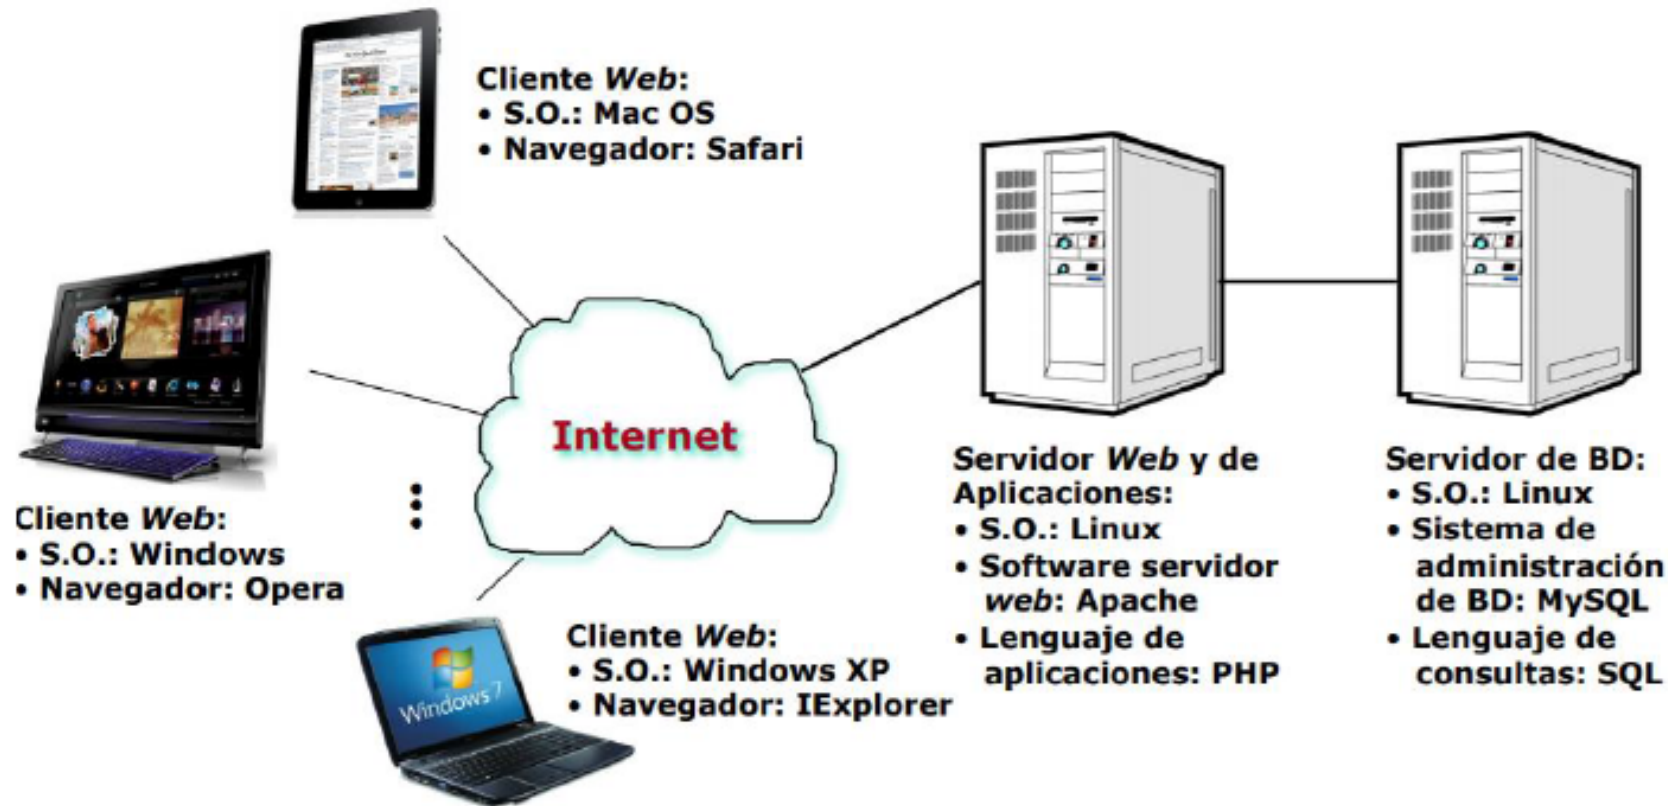 Cliente Web:
• S.O.: Mac OS
• Navegador: Safari
Cliente Web:
• S.O.: Windows
• Navegador: Opera
Internet
Windows 7
Cliente Web:
• S.O.: Windows XP
• Navegador: IExplorer
Servidor Web y de
Aplicaciones:
• S.O.: Linux
• Software servidor
web: Apache
• Lenguaje de
aplicaciones: PHP
Servidor de BD:
• S.O.: Linux
• Sistema de
administración
de BD: MySQL
• Lenguaje de
consultas: SQL